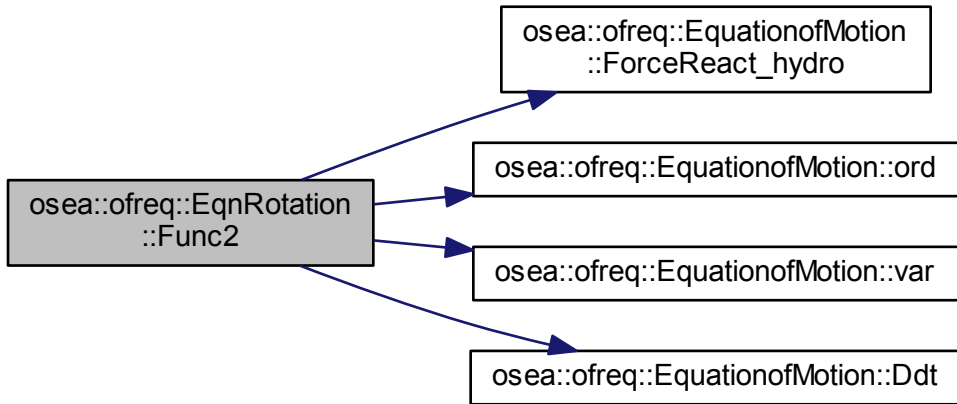 osea::ofreq::EquationofMotion
::ForceReact_hydro
osea::ofreq::EquationofMotion::ord
osea::ofreq::EqnRotation
::Func2
osea::ofreq::EquationofMotion::var
osea::ofreq::EquationofMotion::Ddt